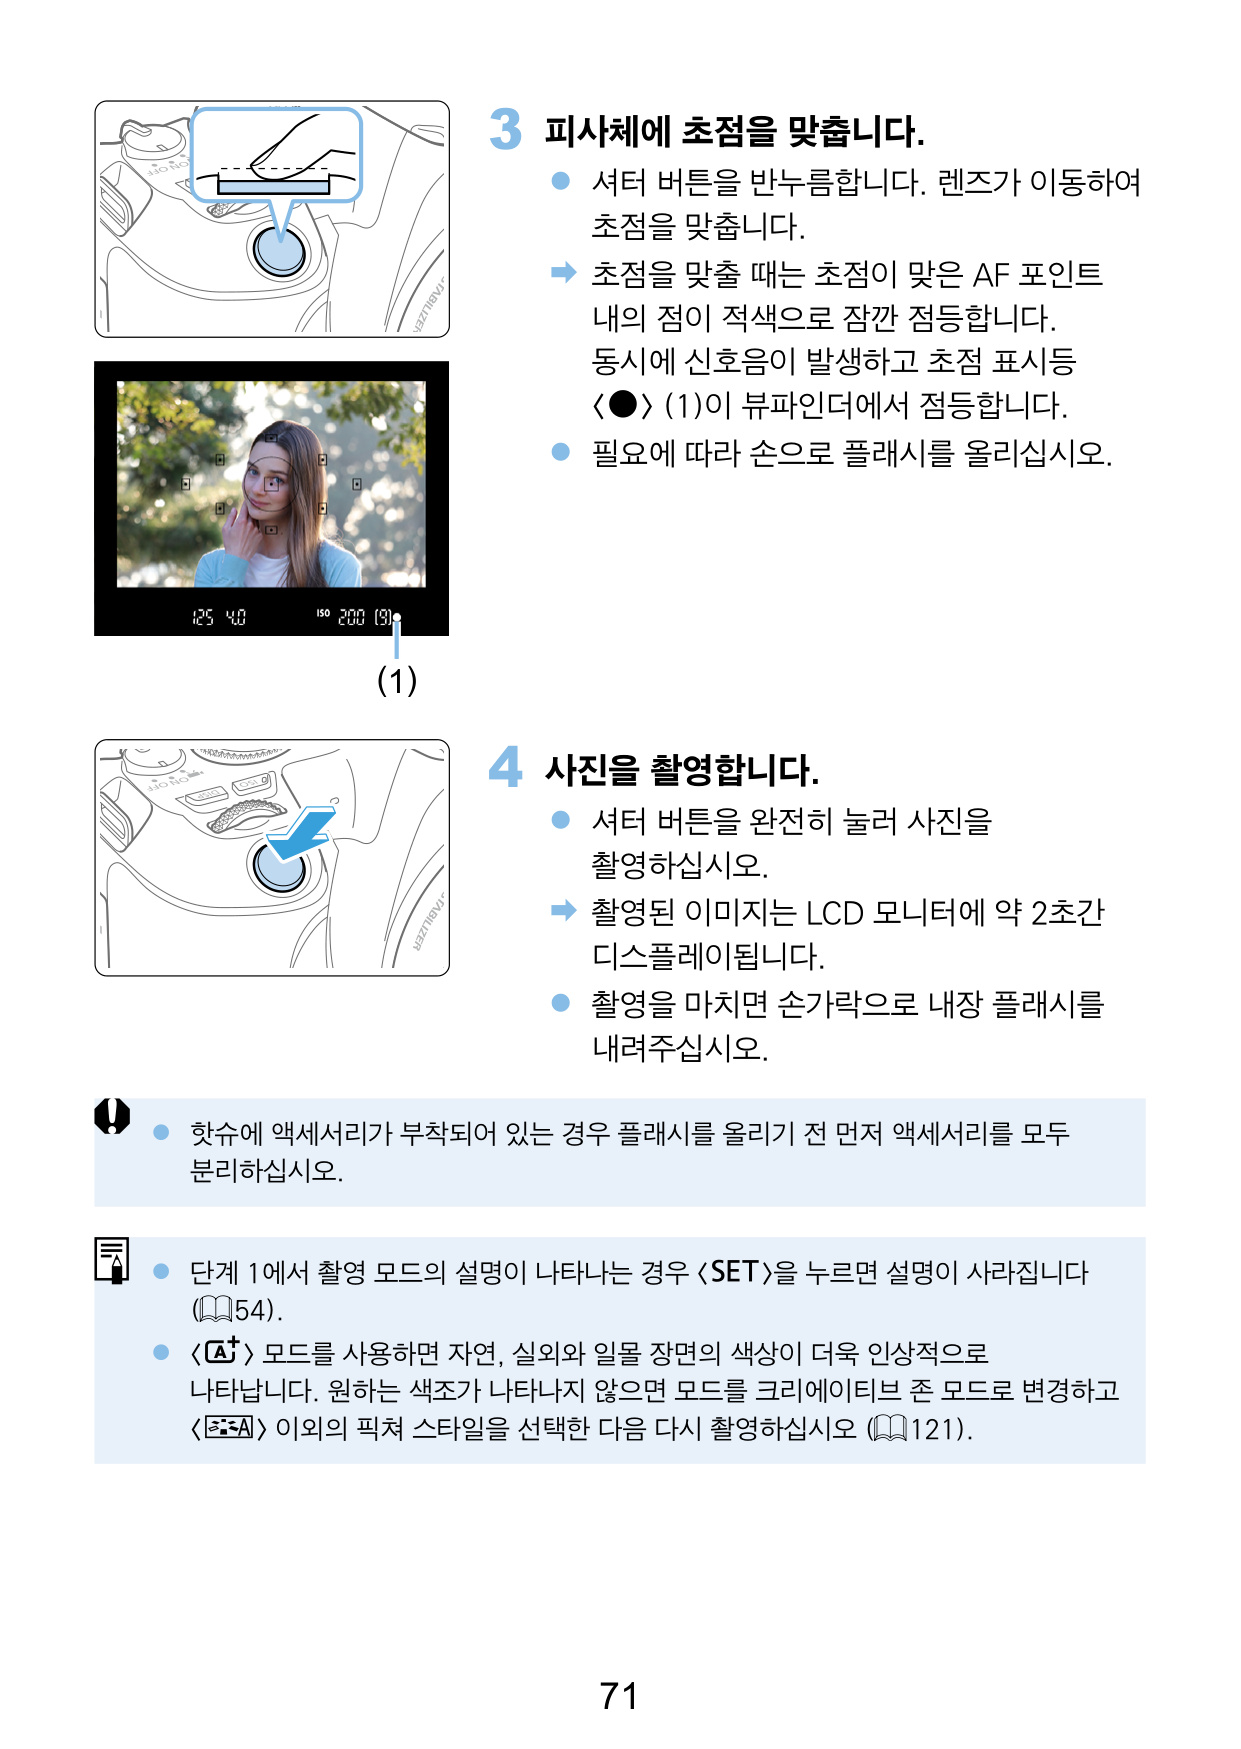 3 피사체에 초점을 맞춥니다.
● 셔터 버튼을 반누름합니다. 렌즈가 이동하여
초점을 맞춥니다.
➡ 초점을 맞출 때는 초점이 맞은 AF 포인트
내의 점이 적색으로 잠깐 점등합니다.
동시에 신호음이 발생하고 초점 표시등
〈●〉(1)이 뷰파인더에서 점등합니다.
● 필요에 따라 손으로 플래시를 올리십시오.
ON OFF
STABILIZER
125 4.0 ISO 200 [9]
(1)
4 사진을 촬영합니다.
● 셔터 버튼을 완전히 눌러 사진을
촬영하십시오.
➡ 촬영된 이미지는 LCD 모니터에 약 2초간
디스플레이됩니다.
● 촬영을 마치면 손가락으로 내장 플래시를
내려주십시오.
ON OFF
DISP ISO
STABILIZER
● 핫슈에 액세서리가 부착되어 있는 경우 플래시를 올리기 전 먼저 액세서리를 모두
분리하십시오.
● 단계 1에서 촬영 모드의 설명이 나타나는 경우 〈SET〉을 누르면 설명이 사라집니다
(54).
● 〈A+〉 모드를 사용하면 자연, 실외와 일몰 장면의 색상이 더욱 인상적으로
나타납니다. 원하는 색조가 나타나지 않으면 모드를 크리에이티브 존 모드로 변경하고
〈A〉 이외의 픽쳐 스타일을 선택한 다음 다시 촬영하십시오 (121).
71